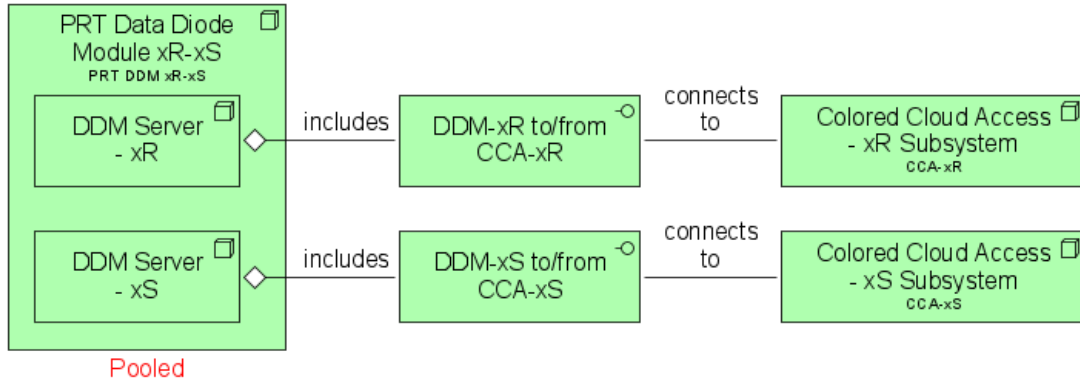 PRT Data Diode
Module xR-xS
PRT DDM xR-xS
DDM Server
- xR
includes
DDM-xR to/from
CCA-xR
connects
to
Colored Cloud Access
- xR Subsystem
CCA-xR
DDM Server
- xS
includes
DDM-xS to/from
CCA-xS
connects
to
Colored Cloud Access
- xS Subsystem
CCA-xS
Pooled